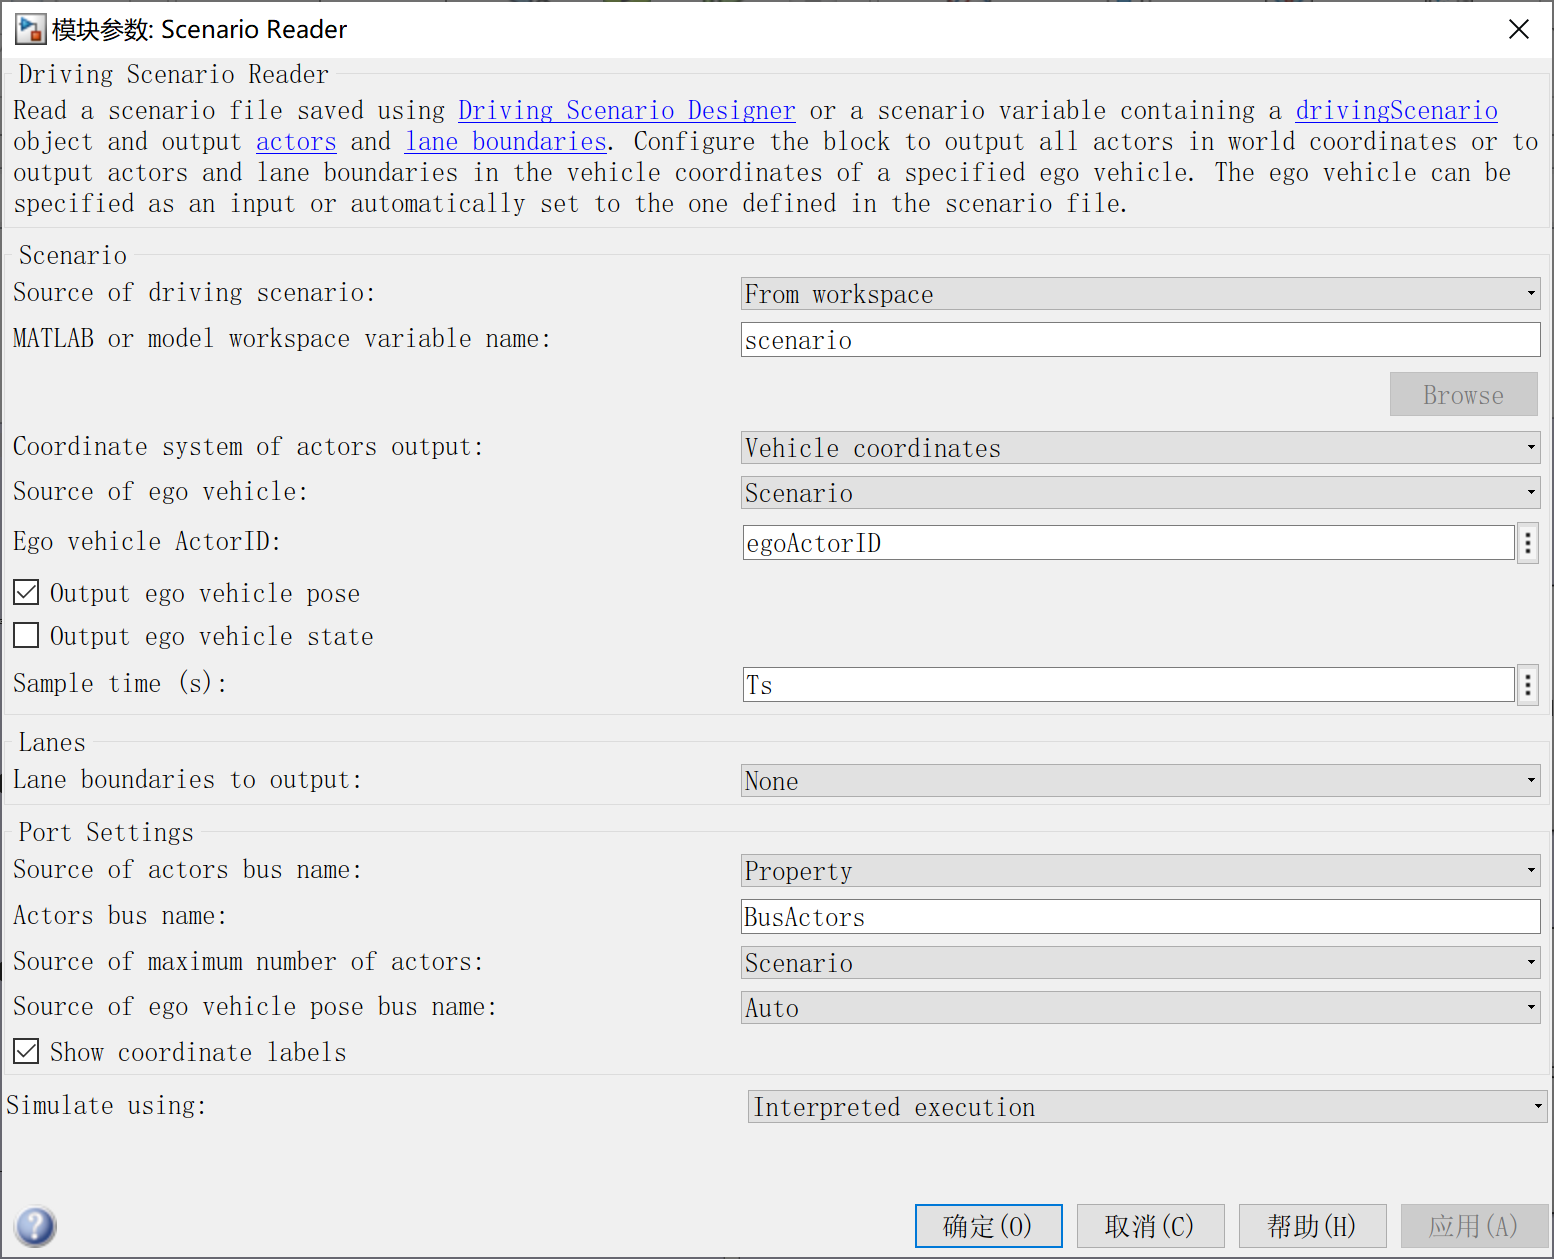 模块参数: Scenario Reader
Driving Scenario Reader
Read a scenario file saved using Driving Scenario Designer or a scenario variable containing a drivingScenario
object and output actors and lane boundaries. Configure the block to output all actors in world coordinates or to
output actors and lane boundaries in the vehicle coordinates of a specified ego vehicle. The ego vehicle can be
specified as an input or automatically set to the one defined in the scenario file.
Scenario
Source of driving scenario: From workspace
MATLAB or model workspace variable name: scenario
Browse
Coordinate system of actors output: Vehicle coordinates
Source of ego vehicle: Scenario
Ego vehicle ActorID: egoActorID
Output ego vehicle pose
Output ego vehicle state
Sample time (s): Ts
Lanes
Lane boundaries to output: None
Port Settings
Source of actors bus name: Property
Actors bus name: BusActors
Source of maximum number of actors: Scenario
Source of ego vehicle pose bus name: Auto
Show coordinate labels
Simulate using: Interpreted execution
确定(O) 取消(C) 帮助(H) 应用(A)